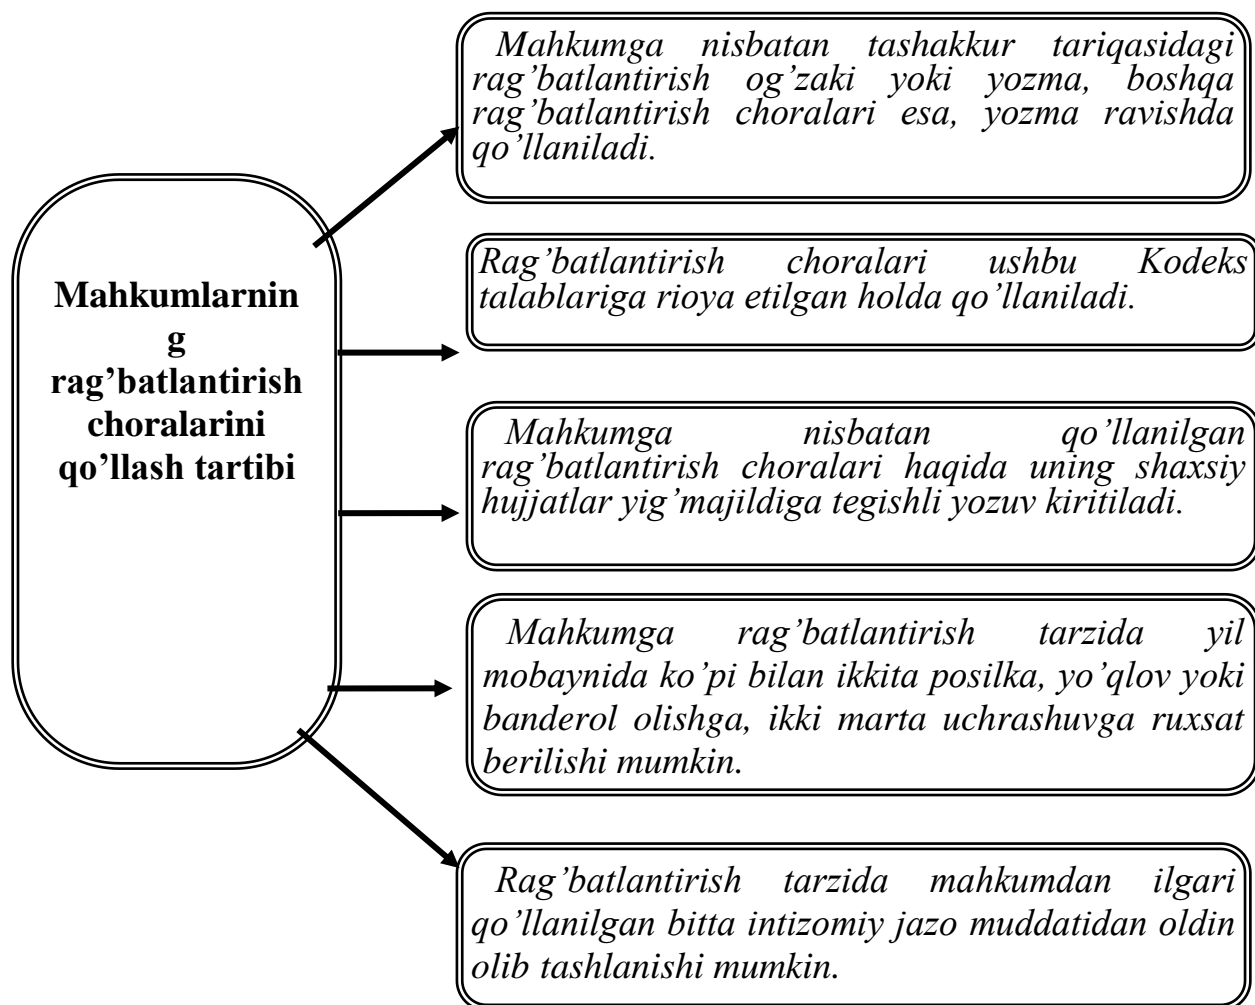 Mahkumlarnin
g
rag’batlantirish
choralarini
qo’llash tartibi
Mahkumga nisbatan tashakkur tariqasidagi
rag’batlantirish og’zaki yoki yozma, boshqa
rag’batlantirish choralari esa, yozma ravishda
qo’llaniladi.
Rag’batlantirish choralari ushbu Kodeks
talablariga rioya etilgan holda qo’llaniladi.
Mahkumga nisbatan qo’llanilgan
rag’batlantirish choralari haqida uning shaxsiy
hujjatlar yig’majildiga tegishli yozuv kiritiladi.
Mahkumga rag’batlantirish tarzida yil
mobaynida ko’pi bilan ikkita posilka, yo’qlov yoki
banderol olishga, ikki marta uchrashuvga ruxsat
berilishi mumkin.
Rag’batlantirish tarzida mahkumdan ilgari
qo’llanilgan bitta intizomiy jazo muddatidan oldin
olib tashlanishi mumkin.